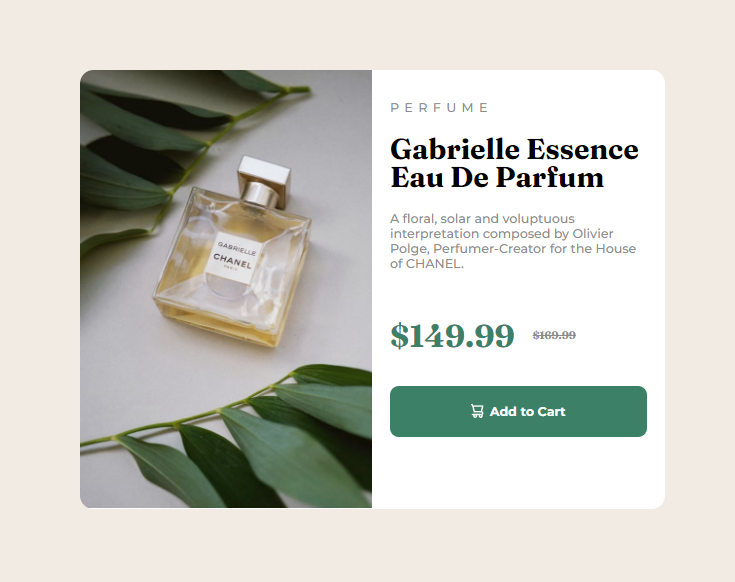 GABRIELLE
CHANEL
PARIS
PERFUME
Gabrielle Essence
Eau De Parfum
A floral, solar and voluptuous
interpretation composed by Olivier
Polge, Perfumer-Creator for the House
of CHANEL.
$149.99 $169.99
Add to Cart